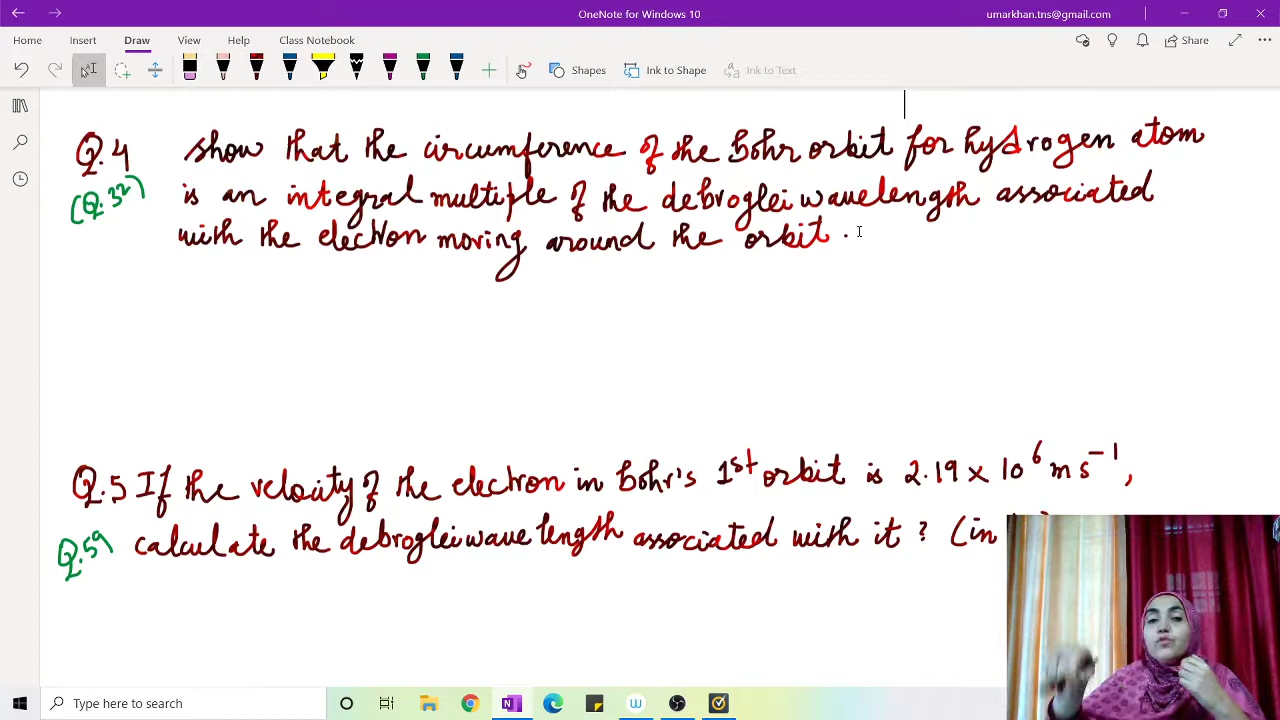 OneNote for Windows 10
umarkhan.tns@gmail.com
Home Insert Draw View Help Class Notebook Share
Shapes Ink to Shape Ink to Text
Q.4 show that the circumference of the Bohr orbit for hydrogen atom
(Q.32) is an integral multiple of the debroglei wavelength associated
with the electron moving around the orbit .
Q.5 If the velocity of the electron in Bohr's 1st orbit is 2.19 x 10⁶ m s⁻¹,
Q.59 calculate the debroglei wave length associated with it ? (in
Type here to search